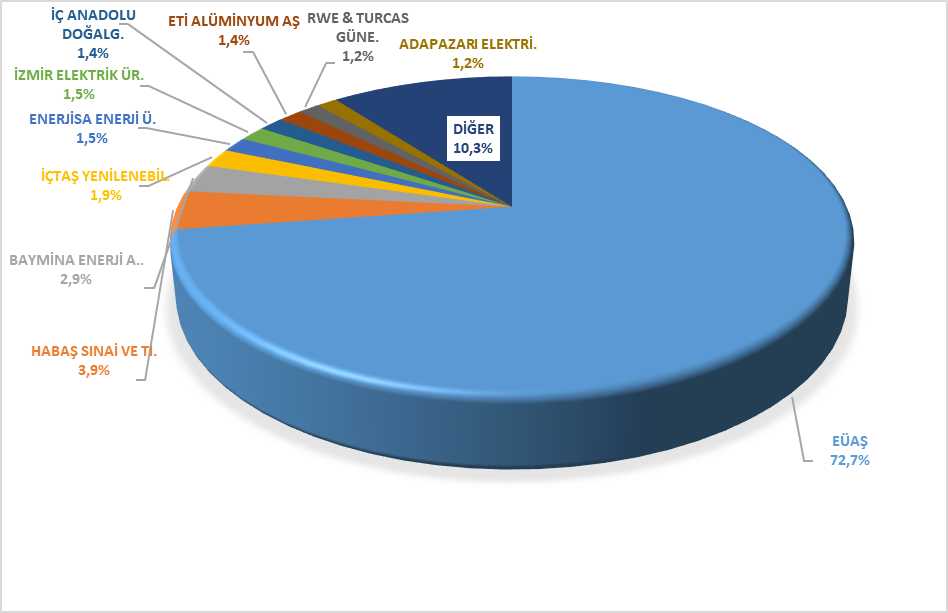 İÇ ANADOLU
DOĞALG.
1,4%
ETİ ALÜMİNYUM AŞ
1,4%
RWE & TURCAS
GÜNE.
1,2%
ADAPAZARI ELEKTRİ.
1,2%
İZMİR ELEKTRİK ÜR.
1,5%
ENERJİSA ENERJİ Ü.
1,5%
İÇTAŞ YENİLENEBİL.
1,9%
BAYMİNA ENERJİ A..
2,9%
HABAŞ SINAİ VE TI.
3,9%
DİĞER
10,3%
EÜAŞ
72,7%